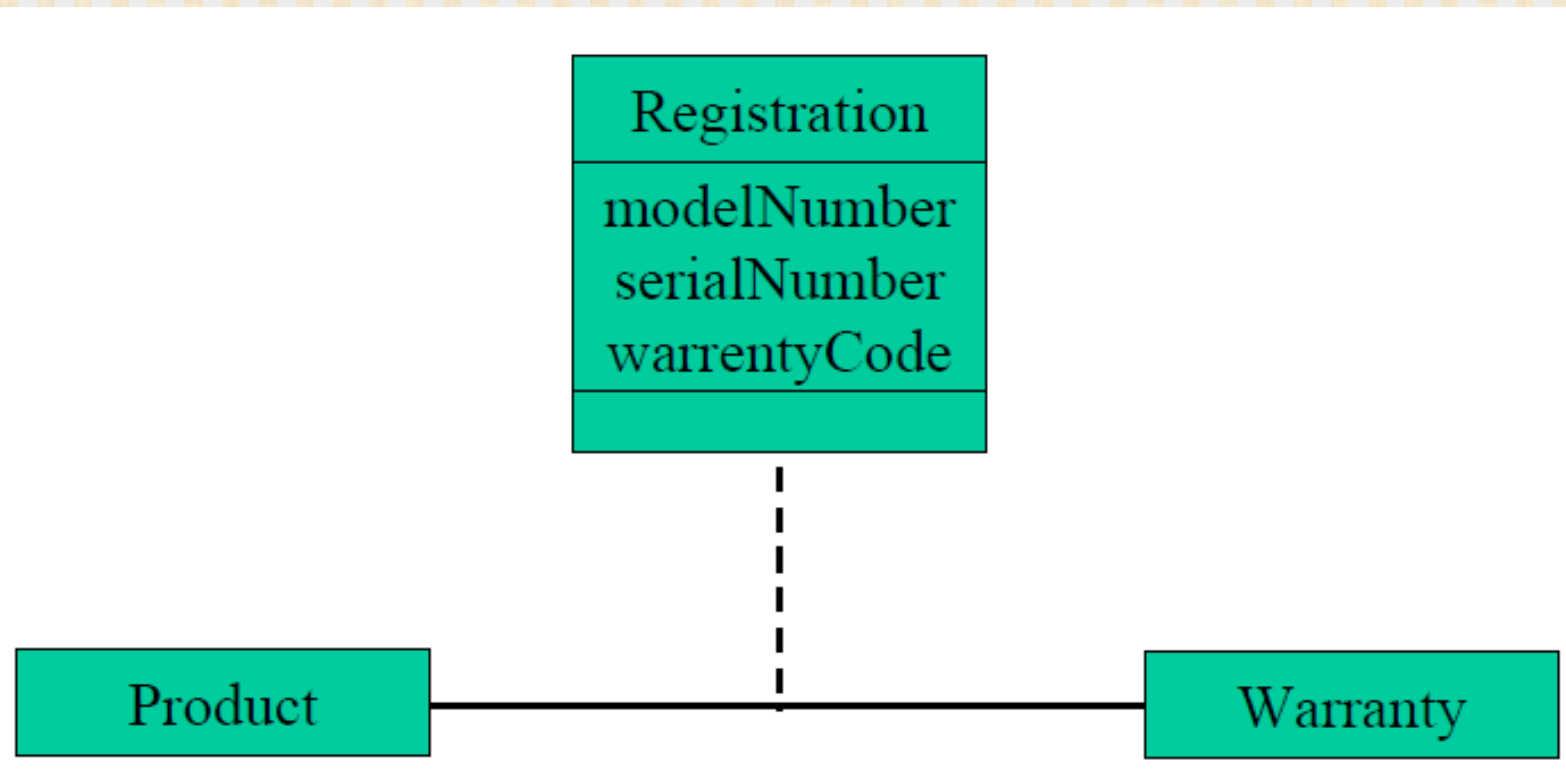 Registration
modelNumber
serialNumber
warrentyCode
Product
Warranty